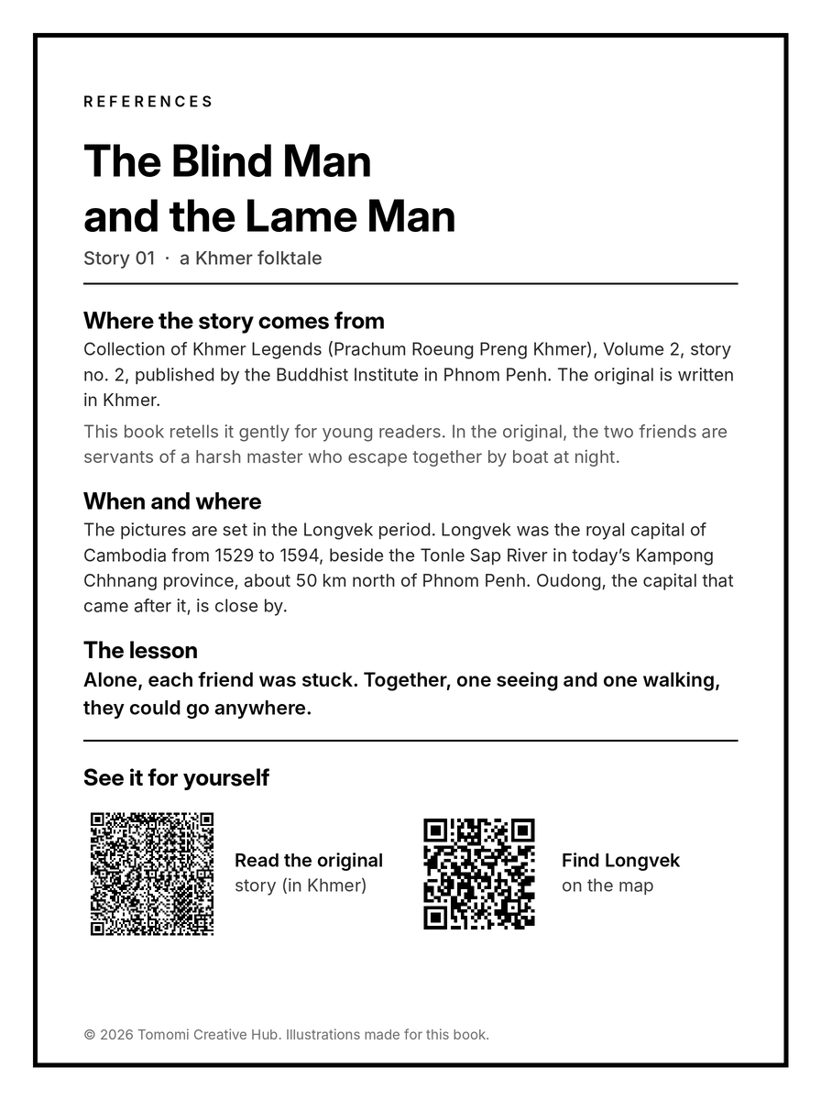 REFERENCES
The Blind Man
and the Lame Man
Story 01 · a Khmer folktale
Where the story comes from
Collection of Khmer Legends (Prachum Roeung Preng Khmer), Volume 2, story
no. 2, published by the Buddhist Institute in Phnom Penh. The original is written
in Khmer.
This book retells it gently for young readers. In the original, the two friends are
servants of a harsh master who escape together by boat at night.
When and where
The pictures are set in the Longvek period. Longvek was the royal capital of
Cambodia from 1529 to 1594, beside the Tonle Sap River in today’s Kampong
Chhnang province, about 50 km north of Phnom Penh. Oudong, the capital that
came after it, is close by.
The lesson
Alone, each friend was stuck. Together, one seeing and one walking,
they could go anywhere.
See it for yourself
Read the original
story (in Khmer)
Find Longvek
on the map
© 2026 Tomomi Creative Hub. Illustrations made for this book.